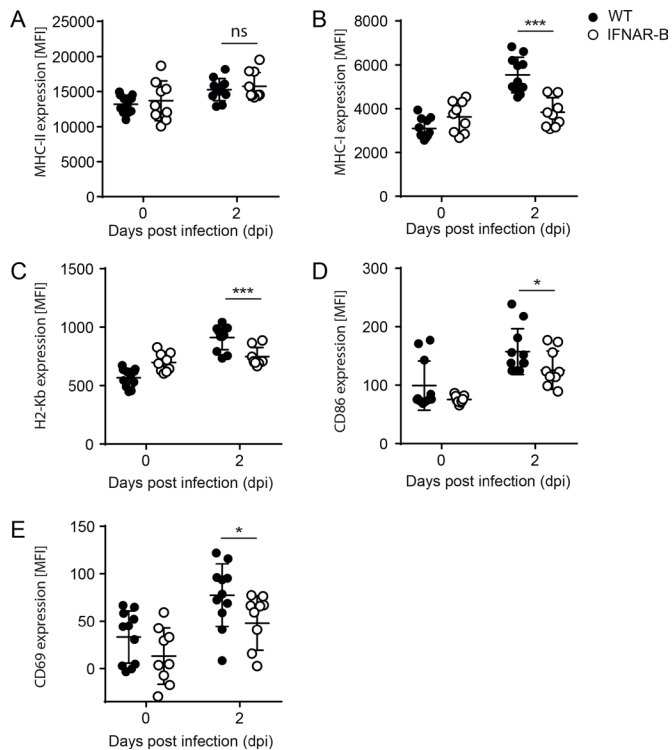 A
B
WT
IFNAR-B
ns
***
MHC-II expression [MFI]
25000
20000
15000
10000
5000
0
0
2
Days post infection (dpi)
MHC-I expression [MFI]
8000
6000
4000
2000
0
0
2
Days post infection (dpi)
C
D
***
*
H2-Kb expression [MFI]
1500
1000
500
0
0
2
Days post infection (dpi)
CD86 expression [MFI]
300
200
100
0
0
2
Days post infection (dpi)
E
*
CD69 expression [MFI]
150
100
50
0
0
2
Days post infection (dpi)